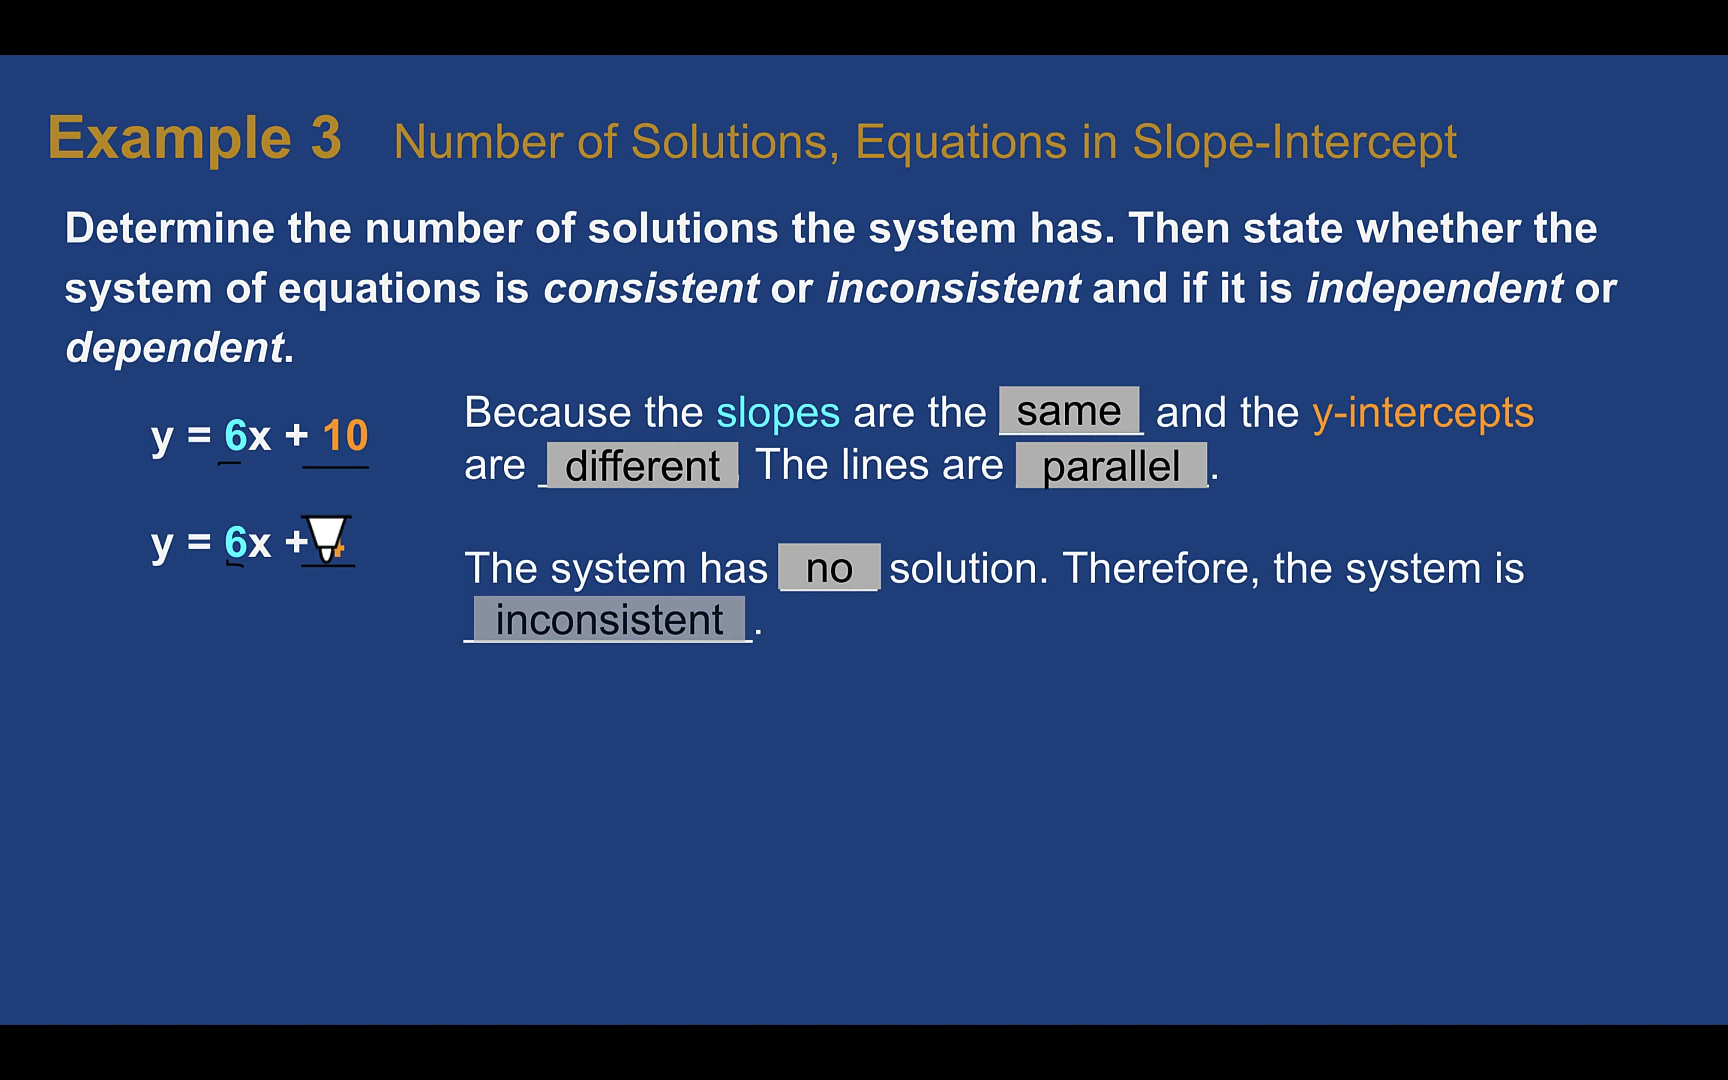 Example 3 Number of Solutions, Equations in Slope-Intercept
Determine the number of solutions the system has. Then state whether the
system of equations is consistent or inconsistent and if it is independent or
dependent.
y = 6x + 10
Because the slopes are the same and the y-intercepts
are different. The lines are parallel.
y = 6x +
The system has no solution. Therefore, the system is
inconsistent.